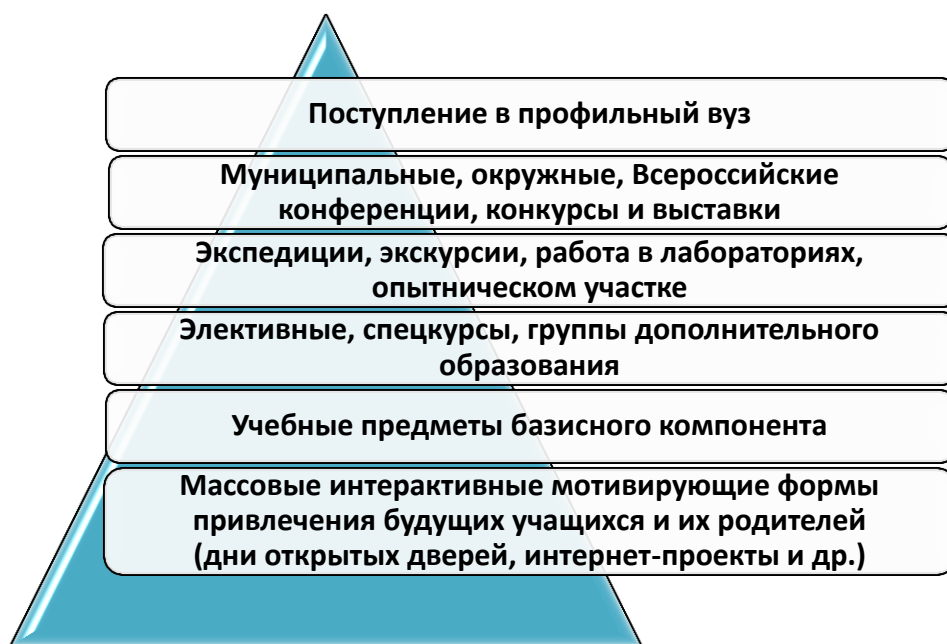 Поступление в профильный вуз
Муниципальные, окружные, Всероссийские
конференции, конкурсы и выставки
Экспедиции, экскурсии, работа в лабораториях,
опытническом участке
Элективные, спецкурсы, группы дополнительного
образования
Учебные предметы базисного компонента
Массовые интерактивные мотивирующие формы
привлечения будущих учащихся и их родителей
(дни открытых дверей, интернет-проекты и др.)